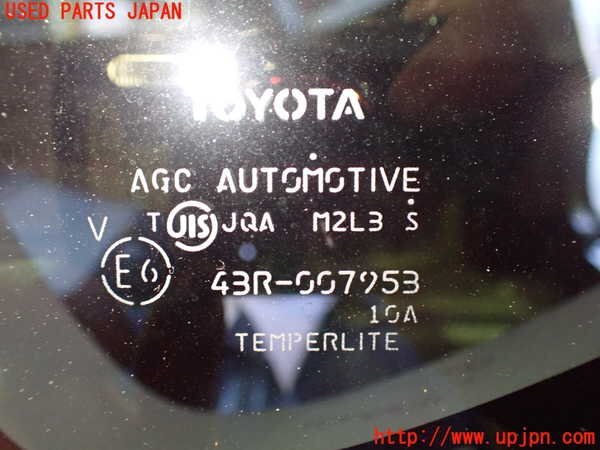 USED PARTS JAPAN
TOYOTA
AGC AUTOMOTIVE
T JIS JQA M2L3 S
V
E6
43R-007953
10A
TEMPERLITE
http://www.upjpn.com/